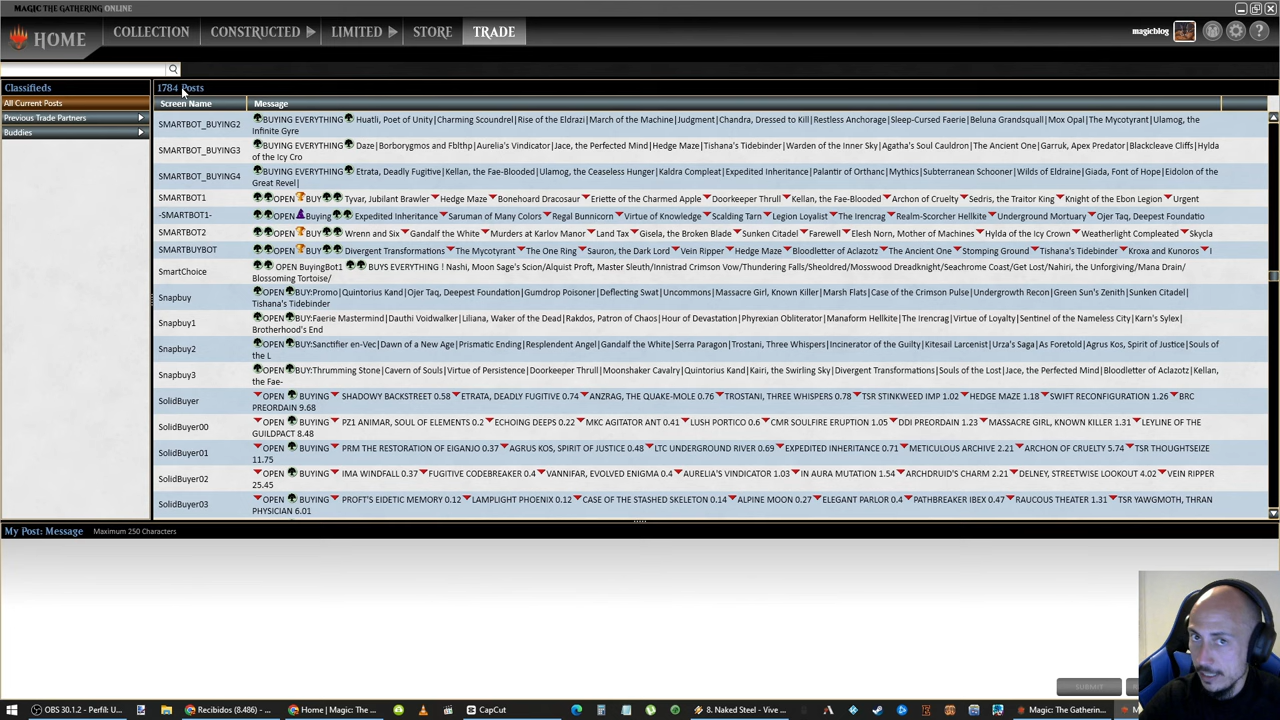 MAGIC THE GATHERING ONLINE
HOME COLLECTION CONSTRUCTED LIMITED STORE TRADE magicblog
Classifieds
All Current Posts
Previous Trade Partners
Buddies
1784 Posts
Screen Name Message
SMARTBOT_BUYING2 BUYING EVERYTHING Huatli, Poet of Unity|Charming Scoundrel|Rise of the Eldrazi|March of the Machine|Judgment|Chandra, Dressed to Kill|Restless Anchorage|Sleep-Cursed Faerie|Beluna Grandsquall|Mox Opal|The Mycotyrant|Ulamog, the
Infinite Gyre
SMARTBOT_BUYING3 BUYING EVERYTHING Daze|Borborygmos and Fblthp|Aurelia's Vindicator|Jace, the Perfected Mind|Hedge Maze|Tishana's Tidebinder|Warden of the Inner Sky|Agatha's Soul Cauldron|The Ancient One|Garruk, Apex Predator|Blackcleave Cliffs|Hylda
of the Icy Cro
SMARTBOT_BUYING4 BUYING EVERYTHING Etrata, Deadly Fugitive|Kellan, the Fae-Blooded|Ulamog, the Ceaseless Hunger|Kaldra Compleat|Expedited Inheritance|Palantir of Orthanc|Mythics|Subterranean Schooner|Wilds of Eldraine|Giada, Font of Hope|Eidolon of the
Great Revel|
SMARTBOT1 OPEN BUY Tyvar, Jubilant Brawler Hedge Maze Bonehoard Dracosaur Eriette of the Charmed Apple Doorkeeper Thrull Kellan, the Fae-Blooded Archon of Cruelty Sedris, the Traitor King Knight of the Ebon Legion Urgent
-SMARTBOT1- OPEN Buying Expedited Inheritance Saruman of Many Colors Regal Bunnicorn Virtue of Knowledge Scalding Tarn Legion Loyalist The Irencrag Realm-Scorcher Hellkite Underground Mortuary Ojer Taq, Deepest Foundatio
SMARTBOT2 OPEN BUY Wrenn and Six Gandalf the White Murders at Karlov Manor Land Tax Gisela, the Broken Blade Sunken Citadel Farewell Elesh Norn, Mother of Machines Hylda of the Icy Crown Weatherlight Compleated Skycla
SMARTBUYBOT OPEN BUY Divergent Transformations The Mycotyrant The One Ring Sauron, the Dark Lord Vein Ripper Hedge Maze Bloodletter of Aclazotz The Ancient One Stomping Ground Tishana's Tidebinder Kroxa and Kunoros I
SmartChoice OPEN BuyingBot1 BUYS EVERYTHING ! Nashi, Moon Sage's Scion/Alquist Proft, Master Sleuth/Innistrad Crimson Vow/Thundering Falls/Sheoldred/Mosswood Dreadknight/Seachrome Coast/Get Lost/Nahiri, the Unforgiving/Mana Drain/
Blossoming Tortoise/
Snapbuy OPEN BUY:Promo|Quintorius Kand|Ojer Taq, Deepest Foundation|Gumdrop Poisoner|Deflecting Swat|Uncommons|Massacre Girl, Known Killer|Marsh Flats|Case of the Crimson Pulse|Undergrowth Recon|Green Sun's Zenith|Sunken Citadel|
Tishana's Tidebinder
Snapbuy1 OPEN BUY:Faerie Mastermind|Dauthi Voidwalker|Liliana, Waker of the Dead|Rakdos, Patron of Chaos|Hour of Devastation|Phyrexian Obliterator|Manaform Hellkite|The Irencrag|Virtue of Loyalty|Sentinel of the Nameless City|Karn's Sylex|
Brotherhood's End
Snapbuy2 OPEN BUY:Sanctifier en-Vec|Dawn of a New Age|Prismatic Ending|Resplendent Angel|Gandalf the White|Serra Paragon|Trostani, Three Whispers|Incinerator of the Guilty|Kitesail Larcenist|Urza's Saga|As Foretold|Agrus Kos, Spirit of Justice|Souls of
the L
Snapbuy3 OPEN BUY:Thrumming Stone|Cavern of Souls|Virtue of Persistence|Doorkeeper Thrull|Moonshaker Cavalry|Quintorius Kand|Kairi, the Swirling Sky|Divergent Transformations|Souls of the Lost|Jace, the Perfected Mind|Bloodletter of Aclazotz|Kellan,
the Fae-
SolidBuyer OPEN BUYING SHADOWY BACKSTREET 0.58 ETRATA, DEADLY FUGITIVE 0.74 ANZRAG, THE QUAKE-MOLE 0.76 TROSTANI, THREE WHISPERS 0.78 TSR STINKWEED IMP 1.02 HEDGE MAZE 1.18 SWIFT RECONFIGURATION 1.26 BRC
PREORDAIN 9.68
SolidBuyer00 OPEN BUYING PZ1 ANIMAR, SOUL OF ELEMENTS 0.2 ECHOING DEEPS 0.22 MKC AGITATOR ANT 0.41 LUSH PORTICO 0.6 CMR SOULFIRE ERUPTION 1.05 DDI PREORDAIN 1.23 MASSACRE GIRL, KNOWN KILLER 1.31 LEYLINE OF THE
GUILDPACT 8.48
SolidBuyer01 OPEN BUYING PRM THE RESTORATION OF EIGANJO 0.37 AGRUS KOS, SPIRIT OF JUSTICE 0.48 LTC UNDERGROUND RIVER 0.69 EXPEDITED INHERITANCE 0.71 METICULOUS ARCHIVE 2.21 ARCHON OF CRUELTY 5.74 TSR THOUGHTSEIZE
11.75
SolidBuyer02 OPEN BUYING IMA WINDFALL 0.37 FUGITIVE CODEBREAKER 0.4 VANNIFAR, EVOLVED ENIGMA 0.4 AURELIA'S VINDICATOR 1.03 IN AURA MUTATION 1.54 ARCHDRUID'S CHARM 2.21 DELNEY, STREETWISE LOOKOUT 4.02 VEIN RIPPER
25.45
SolidBuyer03 OPEN BUYING PROFT'S EIDETIC MEMORY 0.12 LAMPLIGHT PHOENIX 0.12 CASE OF THE STASHED SKELETON 0.14 ALPINE MOON 0.27 ELEGANT PARLOR 0.4 PATHBREAKER IBEX 0.47 RAUCOUS THEATER 1.31 TSR YAWGMOTH, THRAN
PHYSICIAN 6.01
My Post: Message Maximum 250 Characters
SUBMIT
OBS 30.1.2 - Perfil: U... Recibidos (8.486) - ... Home | Magic: The ... CapCut 8. Naked Steel - Vive ... Magic: The Gatherin...